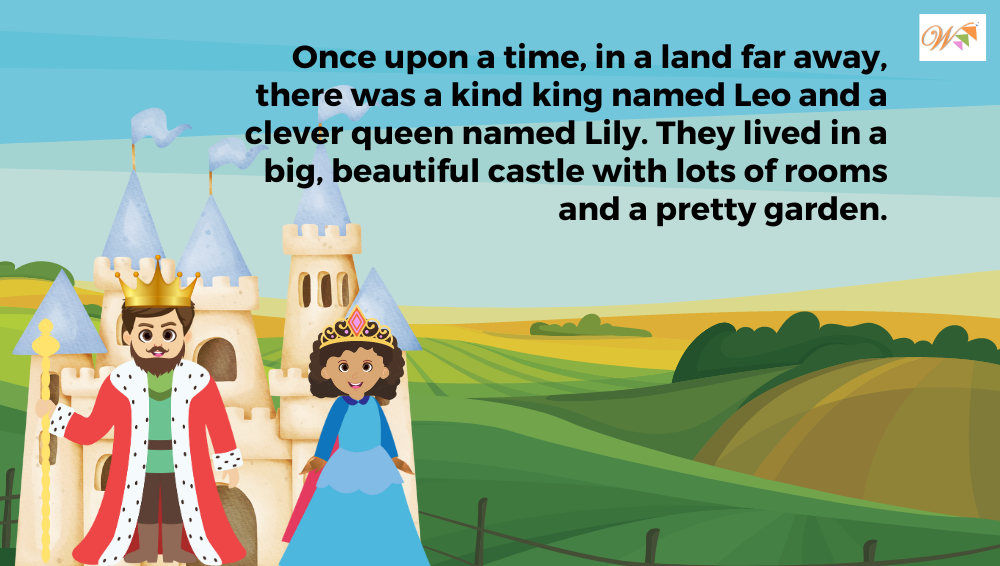 Once upon a time, in a land far away,
there was a kind king named Leo and a
clever queen named Lily. They lived in a
big, beautiful castle with lots of rooms
and a pretty garden.
W